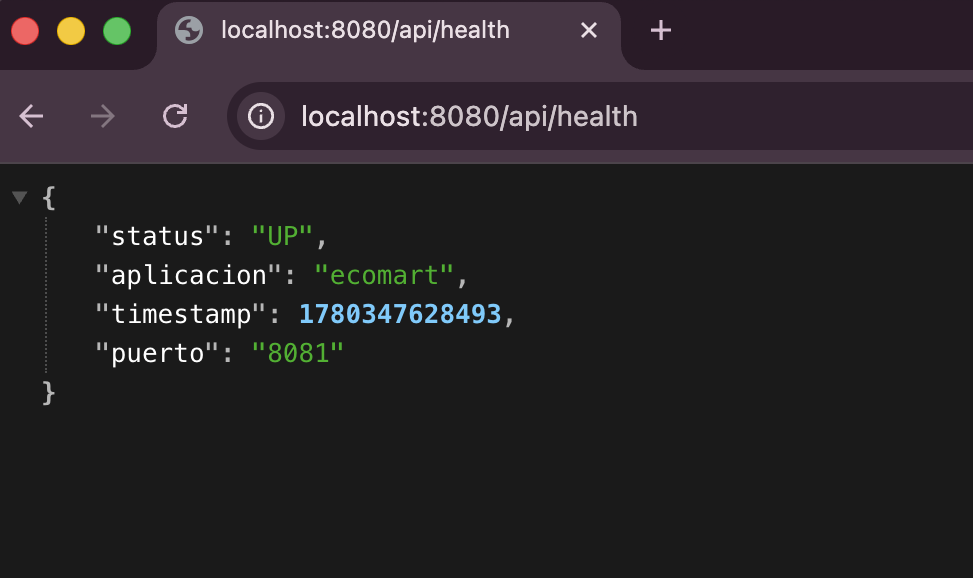 localhost:8080/api/health
localhost:8080/api/health
{
"status": "UP",
"aplicacion": "ecomart",
"timestamp": 1780347628493,
"puerto": "8081"
}